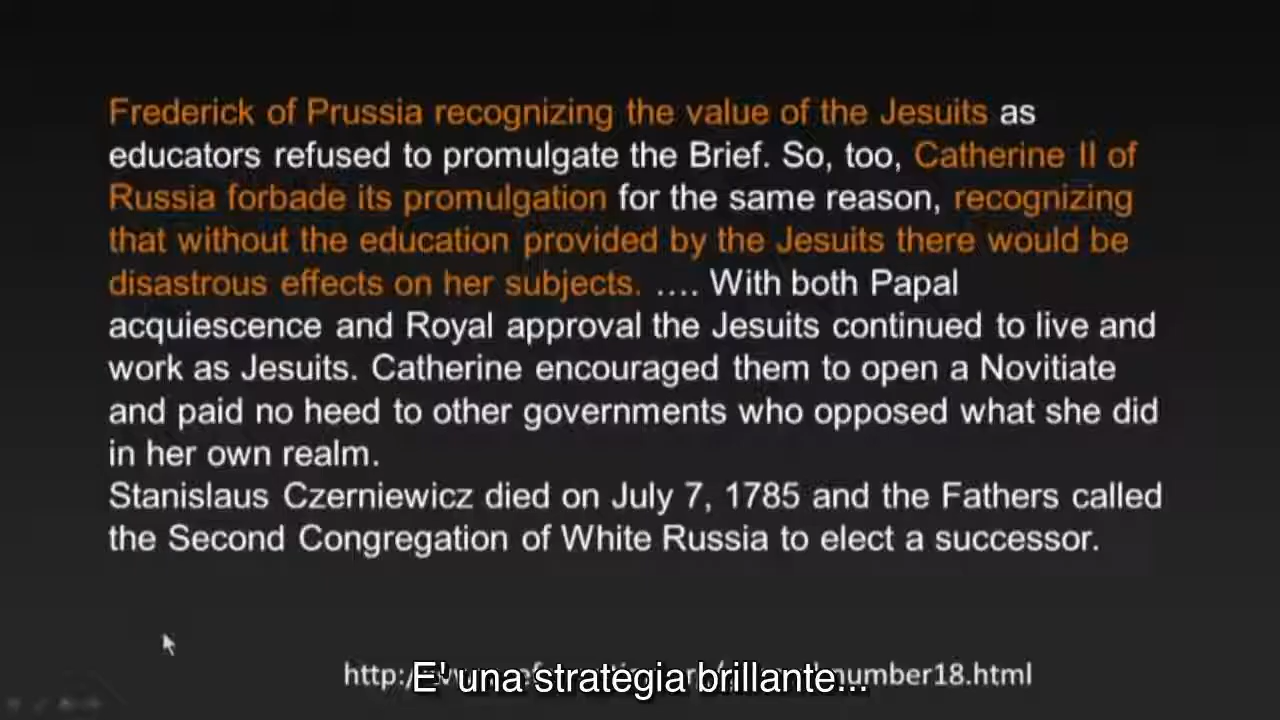 Frederick of Prussia recognizing the value of the Jesuits as
educators refused to promulgate the Brief. So, too, Catherine II of
Russia forbade its promulgation for the same reason, recognizing
that without the education provided by the Jesuits there would be
disastrous effects on her subjects. …. With both Papal
acquiescence and Royal approval the Jesuits continued to live and
work as Jesuits. Catherine encouraged them to open a Novitiate
and paid no heed to other governments who opposed what she did
in her own realm.
Stanislaus Czerniewicz died on July 7, 1785 and the Fathers called
the Second Congregation of White Russia to elect a successor.
E' una strategia brillante...